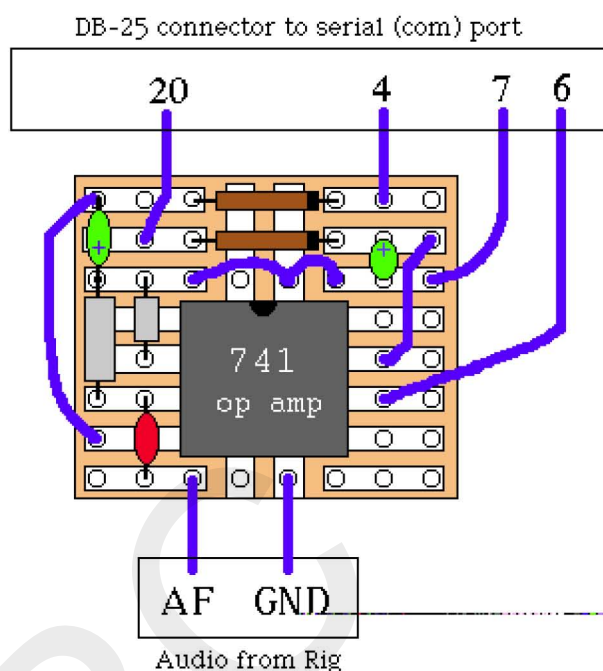 DB-25 connector to serial (com) port
20 4 7 6
+ +
741
op amp
AF GND
Audio from Rig